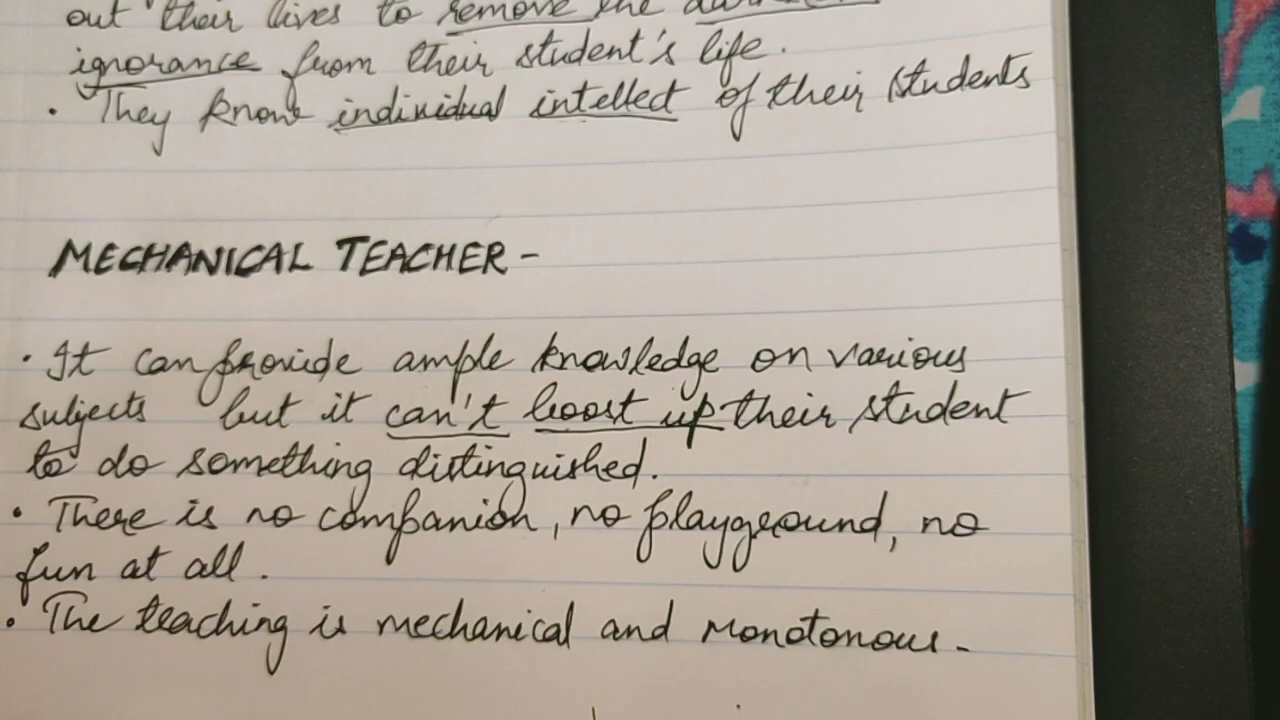 out their lives to remove the
ignorance from their student's life.
• They know individual intellect of their students
MECHANICAL TEACHER -
• It can provide ample knowledge on various
subjects but it can't boost up their student
to do something distinguished.
• There is no companion, no playground, no
fun at all.
• The teaching is mechanical and monotonous.